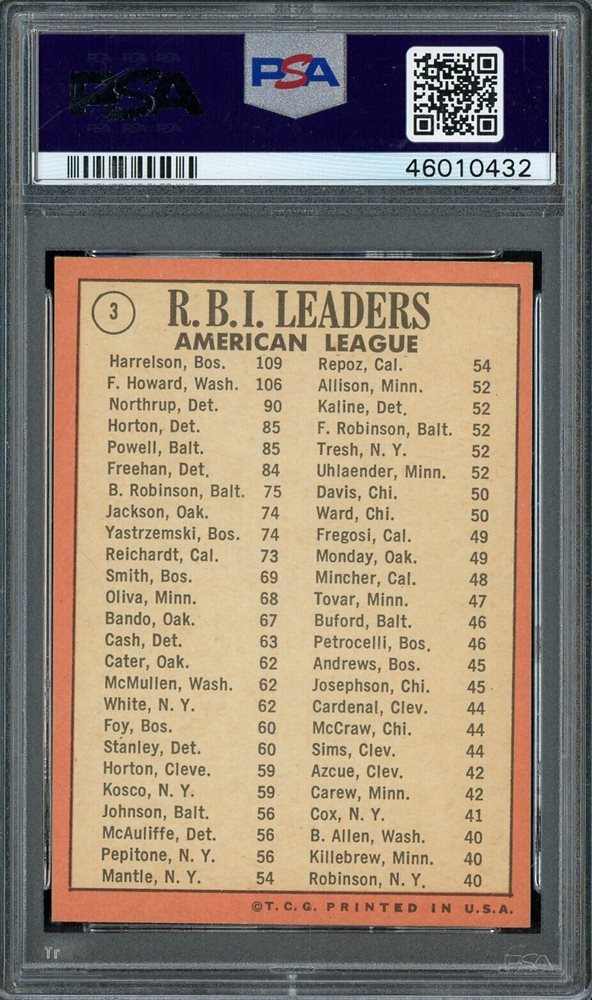 PSA
PSA
46010432
3
R.B.I. LEADERS
AMERICAN LEAGUE
Harrelson, Bos. 109
F. Howard, Wash. 106
Northrup, Det. 90
Horton, Det. 85
Powell, Balt. 85
Freehan, Det. 84
B. Robinson, Balt. 75
Jackson, Oak. 74
Yastrzemski, Bos. 74
Reichardt, Cal. 73
Smith, Bos. 69
Oliva, Minn. 68
Bando, Oak. 67
Cash, Det. 63
Cater, Oak. 62
McMullen, Wash. 62
White, N. Y. 62
Foy, Bos. 60
Stanley, Det. 60
Horton, Cleve. 59
Kosco, N. Y. 59
Johnson, Balt. 56
McAuliffe, Det. 56
Pepitone, N. Y. 56
Mantle, N. Y. 54
Repoz, Cal. 54
Allison, Minn. 52
Kaline, Det. 52
F. Robinson, Balt. 52
Tresh, N. Y. 52
Uhlaender, Minn. 52
Davis, Chi. 50
Ward, Chi. 50
Fregosi, Cal. 49
Monday, Oak. 49
Mincher, Cal. 48
Tovar, Minn. 47
Buford, Balt. 46
Petrocelli, Bos. 46
Andrews, Bos. 45
Josephson, Chi. 45
Cardenal, Clev. 44
McCraw, Chi. 44
Sims, Clev. 44
Azcue, Clev. 42
Carew, Minn. 42
Cox, N. Y. 41
B. Allen, Wash. 40
Killebrew, Minn. 40
Robinson, N. Y. 40
©T.C.G. PRINTED IN U.S.A.
PSA